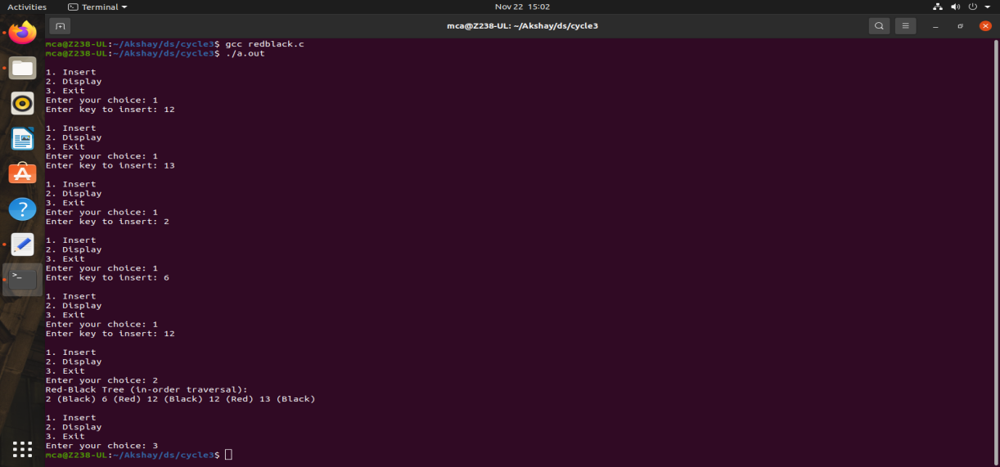 Activities
Terminal
Nov 22 15:02
mca@Z238-UL: ~/Akshay/ds/cycle3
mca@Z238-UL:~/Akshay/ds/cycle3$ gcc redblack.c
mca@Z238-UL:~/Akshay/ds/cycle3$ ./a.out
1. Insert
2. Display
3. Exit
Enter your choice: 1
Enter key to insert: 12
1. Insert
2. Display
3. Exit
Enter your choice: 1
Enter key to insert: 13
1. Insert
2. Display
3. Exit
Enter your choice: 1
Enter key to insert: 2
1. Insert
2. Display
3. Exit
Enter your choice: 1
Enter key to insert: 6
1. Insert
2. Display
3. Exit
Enter your choice: 1
Enter key to insert: 12
1. Insert
2. Display
3. Exit
Enter your choice: 2
Red-Black Tree (in-order traversal):
2 (Black) 6 (Red) 12 (Black) 12 (Red) 13 (Black)
1. Insert
2. Display
3. Exit
Enter your choice: 3
mca@Z238-UL:~/Akshay/ds/cycle3$